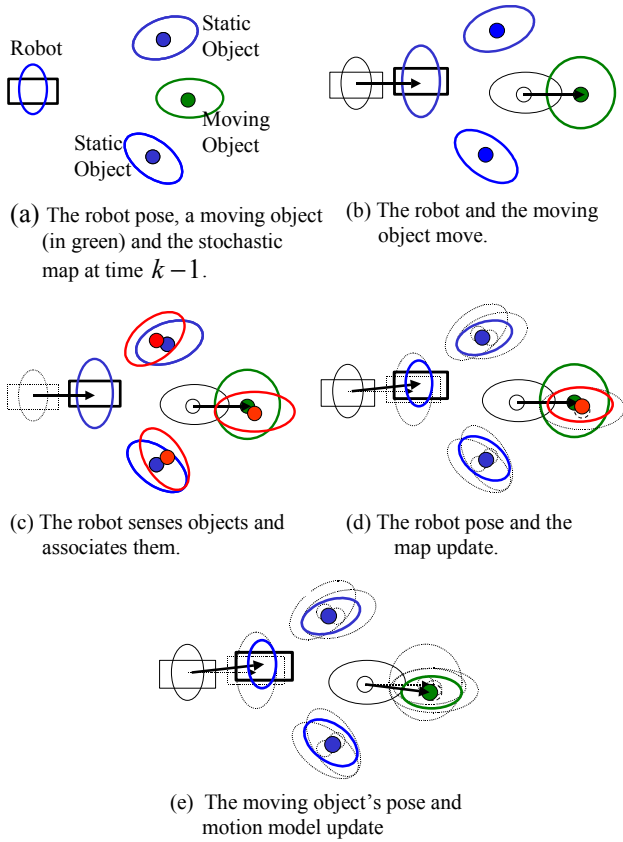 Static
Object
Robot
Moving
Object
Static
Object
(a) The robot pose, a moving object
(in green) and the stochastic
map at time k−1.
(b) The robot and the moving
object move.
(c) The robot senses objects and
associates them.
(d) The robot pose and the
map update.
(e) The moving object's pose and
motion model update